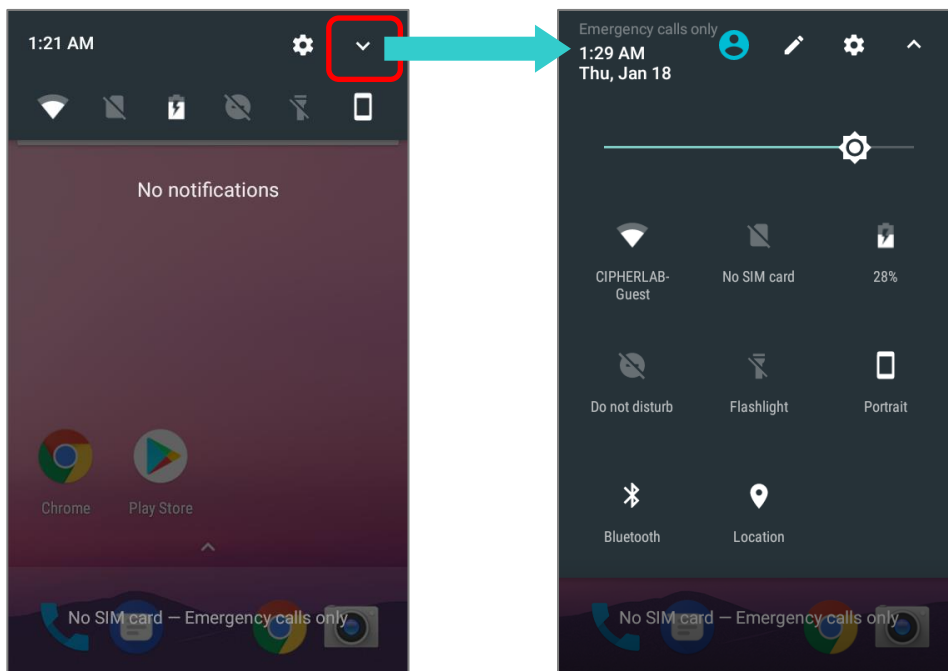 1:21 AM
No notifications
Chrome
Play Store
No SIM card — Emergency calls only
Emergency calls only
1:29 AM
Thu, Jan 18
CIPHERLAB-
Guest
No SIM card
28%
Do not disturb
Flashlight
Portrait
Bluetooth
Location
No SIM card — Emergency calls only